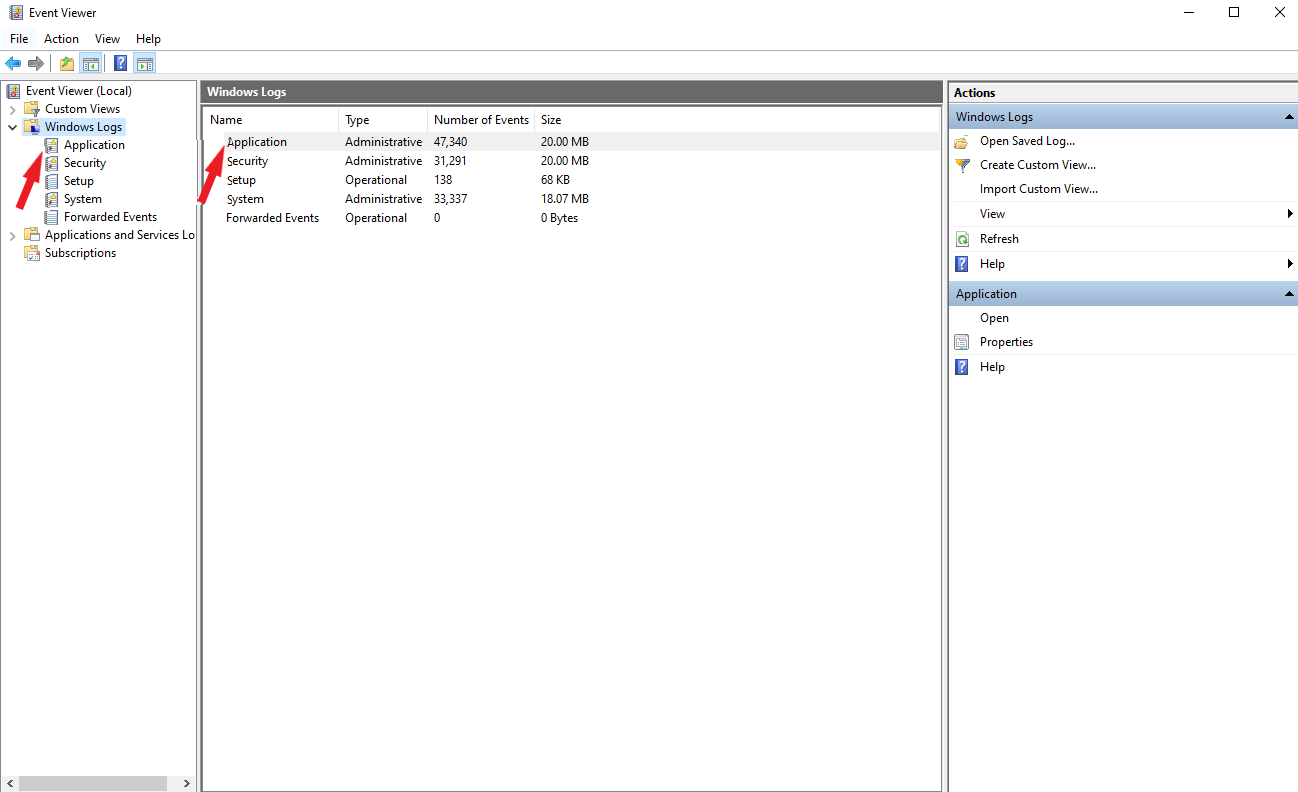 Event Viewer
File Action View Help
Event Viewer (Local)
Custom Views
Windows Logs
Application
Security
Setup
System
Forwarded Events
Applications and Services Lo
Subscriptions
Windows Logs
Name Type Number of Events Size
Application Administrative 47,340 20.00 MB
Security Administrative 31,291 20.00 MB
Setup Operational 138 68 KB
System Administrative 33,337 18.07 MB
Forwarded Events Operational 0 0 Bytes
Actions
Windows Logs
Open Saved Log...
Create Custom View...
Import Custom View...
View
Refresh
Help
Application
Open
Properties
Help